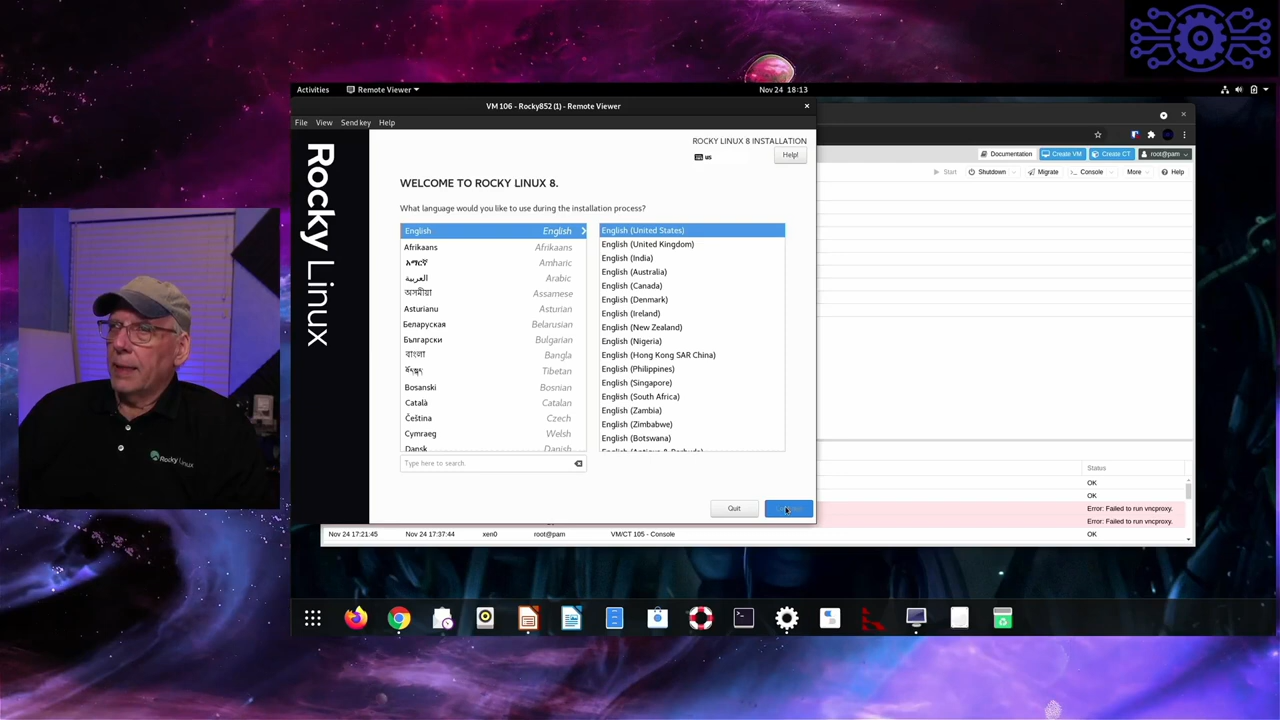 Activities
Remote Viewer
Nov 24 18:13
VM 106 - Rocky852 (1) - Remote Viewer
File View Send key Help
Rocky Linux
ROCKY LINUX 8 INSTALLATION
us
Help!
WELCOME TO ROCKY LINUX 8.
What language would you like to use during the installation process?
English English
Afrikaans Afrikaans
አማርኛ Amharic
العربية Arabic
অসমীয়া Assamese
Asturianu Asturian
Беларуская Belarusian
Български Bulgarian
বাংলা Bangla
བོད་སྐད། Tibetan
Bosanski Bosnian
Català Catalan
Čeština Czech
Cymraeg Welsh
Dansk Danish
Type here to search.
English (United States)
English (United Kingdom)
English (India)
English (Australia)
English (Canada)
English (Denmark)
English (Ireland)
English (New Zealand)
English (Nigeria)
English (Hong Kong SAR China)
English (Philippines)
English (Singapore)
English (South Africa)
English (Zambia)
English (Zimbabwe)
English (Botswana)
Quit
Documentation Create VM Create CT root@pam
Start Shutdown Migrate Console More Help
Status
OK
OK
Error: Failed to run vncproxy.
Error: Failed to run vncproxy.
Nov 24 17:21:45 Nov 24 17:37:44 xen0 root@pam VM/CT 105 - Console OK
Rocky Linux